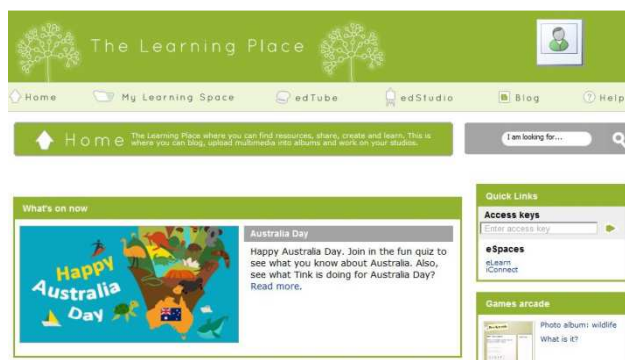 The Learning Place
Home
My Learning Space
edTube
edStudio
Blog
Help
Home
The Learning Place where you can find resources, share, create and learn. This is
where you can blog, upload multimedia into albums and work on your studios.
I am looking for...
What's on now
Happy
Australia
Day
Australia Day
Happy Australia Day. Join in the fun quiz to
see what you know about Australia. Also,
see what Tink is doing for Australia Day?
Read more.
Quick Links
Access keys
Enter access key
eSpaces
eLearn
iConnect
Games arcade
Photo album: wildlife
What is it?